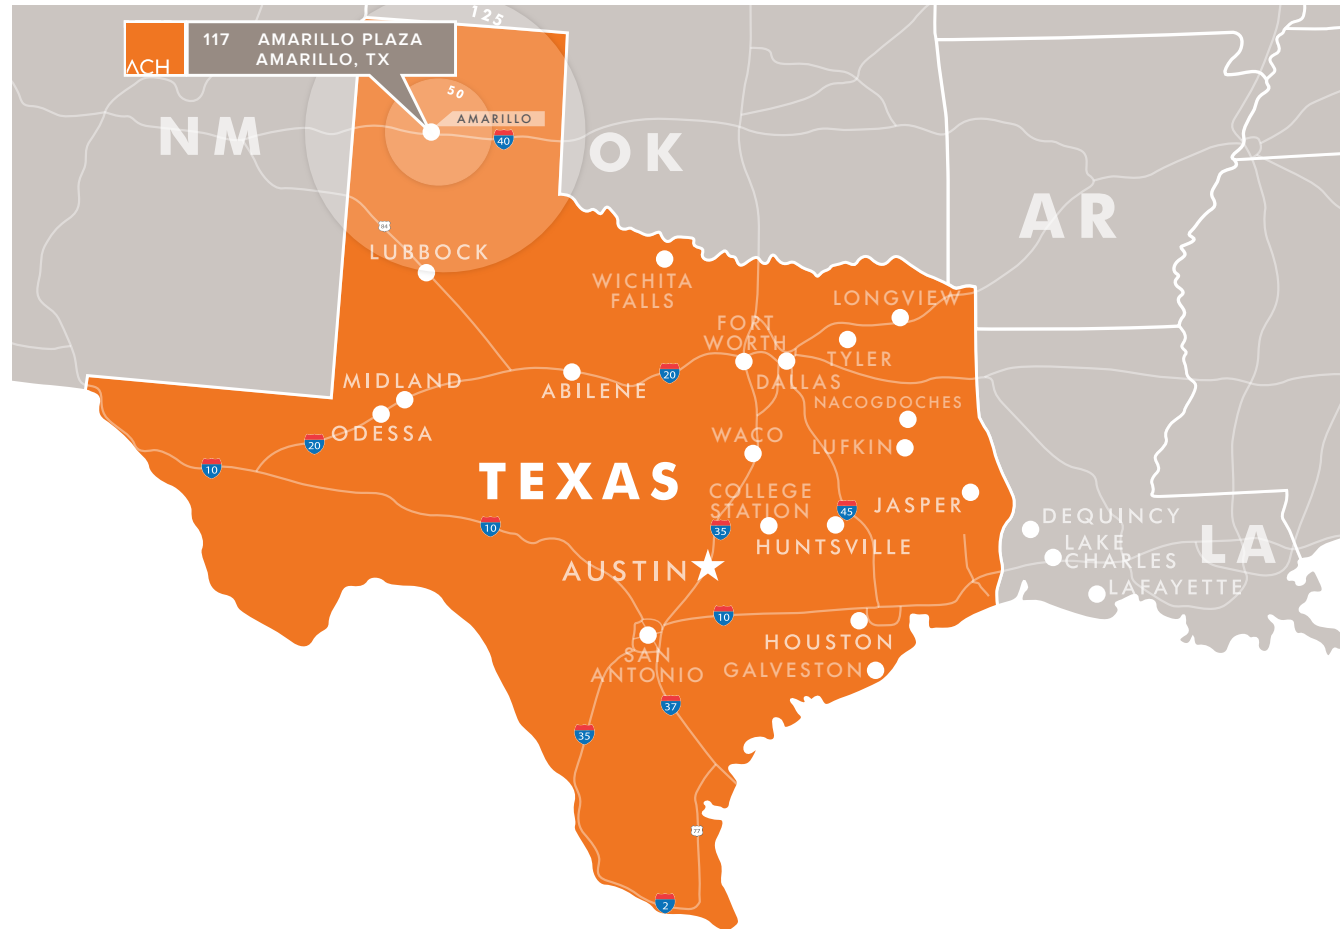 125
117 AMARILLO PLAZA
AMARILLO, TX
ACH
50
AMARILLO
40
NM
OK
AR
84
LUBBOCK
WICHITA
FALLS
LONGVIEW
FORT
WORTH
TYLER
DALLAS
20
MIDLAND
ABILENE
NACOGDOCHES
ODESSA
20
WACO
LUFKIN
10
TEXAS
COLLEGE
STATION
45
JASPER
10
35
HUNTSVILLE
DEQUINCY
LAKE
CHARLES
LA
AUSTIN
LAFAYETTE
10
HOUSTON
SAN
ANTONIO
GALVESTON
37
35
77
2